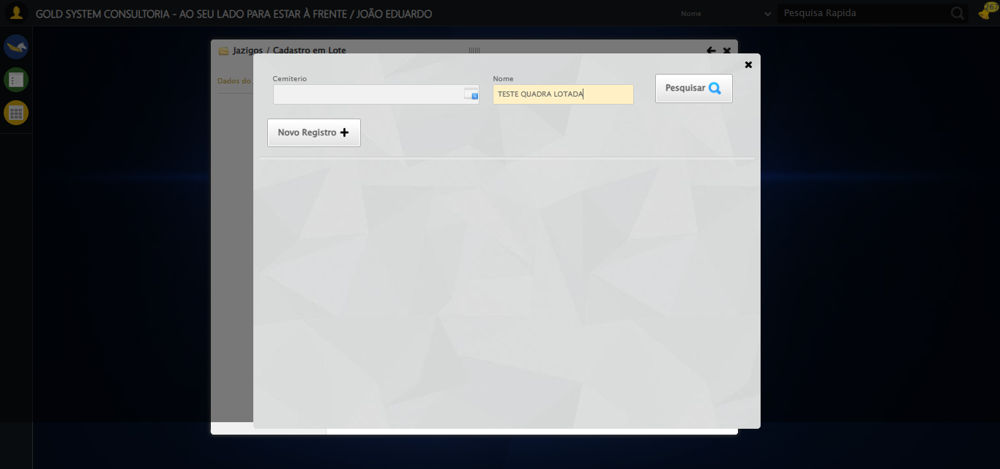 GOLD SYSTEM CONSULTORIA - AO SEU LADO PARA ESTAR À FRENTE / JOÃO EDUARDO
Nome
Pesquisa Rapida
267
Jazigos / Cadastro em Lote
Dados do
Cemiterio
Nome
TESTE QUADRA LOTADA
Pesquisar
Novo Registro